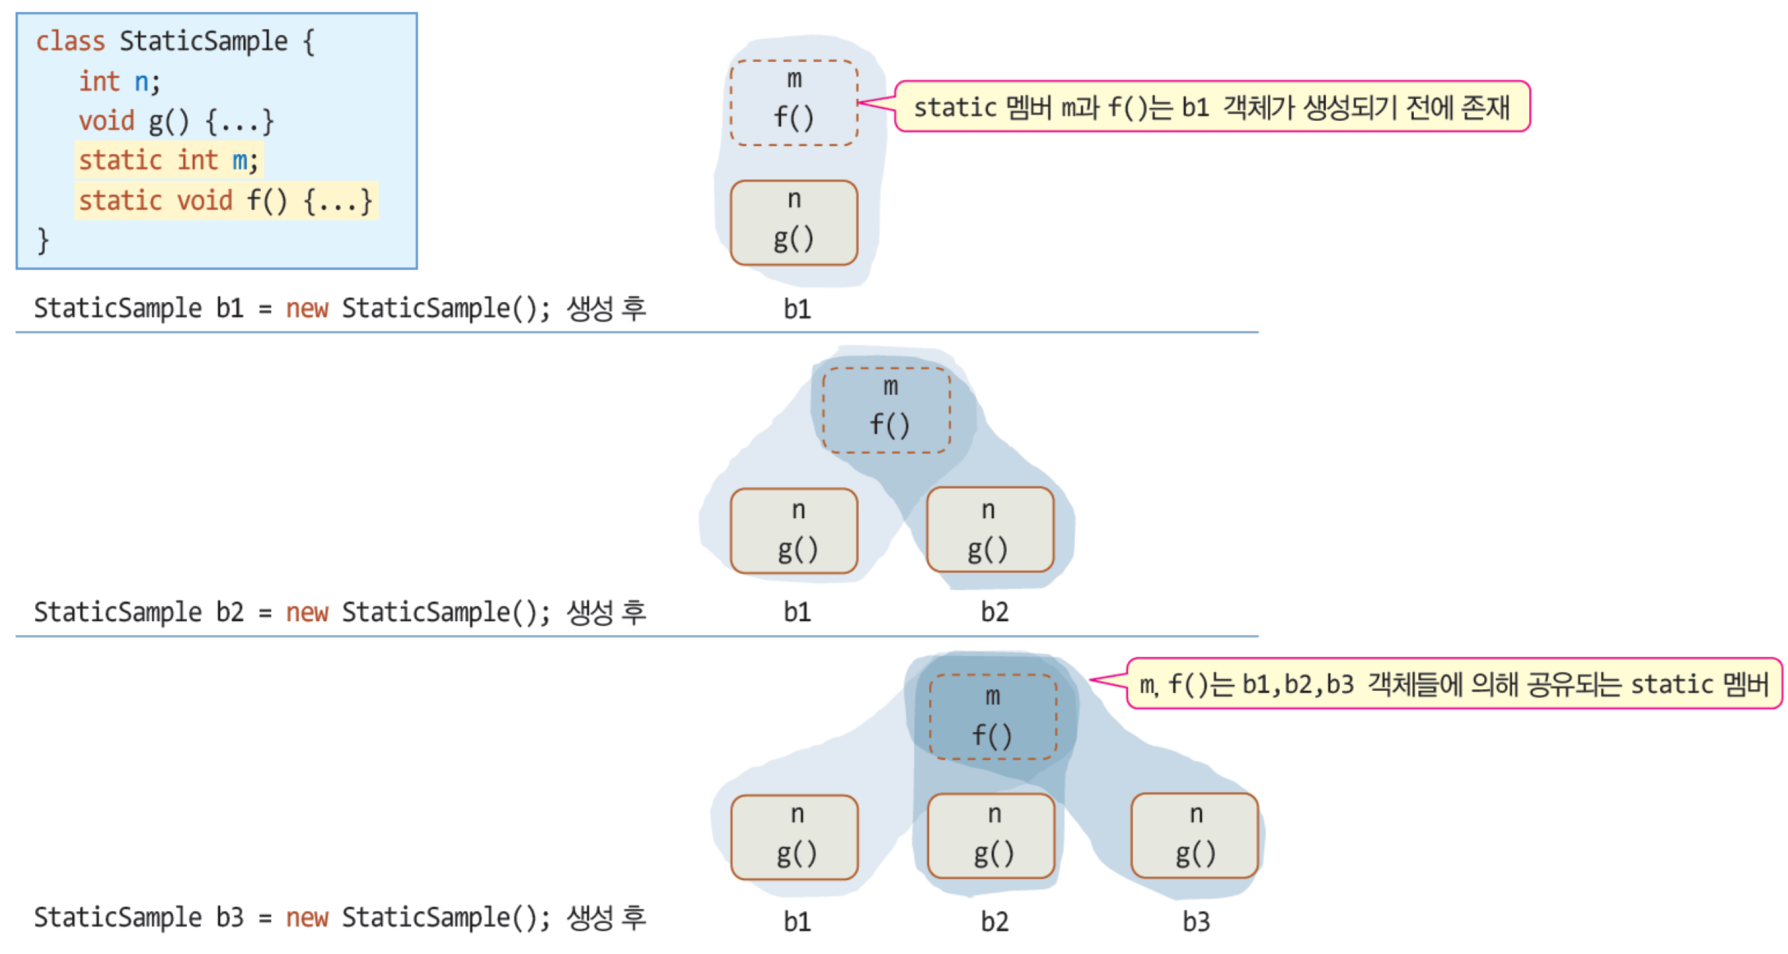 class StaticSample {
int n;
void g() {...}
static int m;
static void f() {...}
}
m
f()
static 멤버 m과 f()는 b1 객체가 생성되기 전에 존재
n
g()
StaticSample b1 = new StaticSample(); 생성 후
b1
m
f()
n
g()
n
g()
StaticSample b2 = new StaticSample(); 생성 후
b1
b2
m
f()
m, f()는 b1,b2,b3 객체들에 의해 공유되는 static 멤버
n
g()
n
g()
n
g()
StaticSample b3 = new StaticSample(); 생성 후
b1
b2
b3